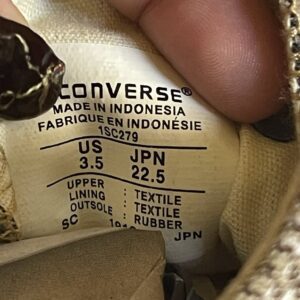 CONVERSE
MADE IN INDONESIA
FABRIQUE EN INDONÉSIE
1SC279
US JPN
3.5 22.5
UPPER : TEXTILE
LINING : TEXTILE
OUTSOLE : RUBBER
SC JPN